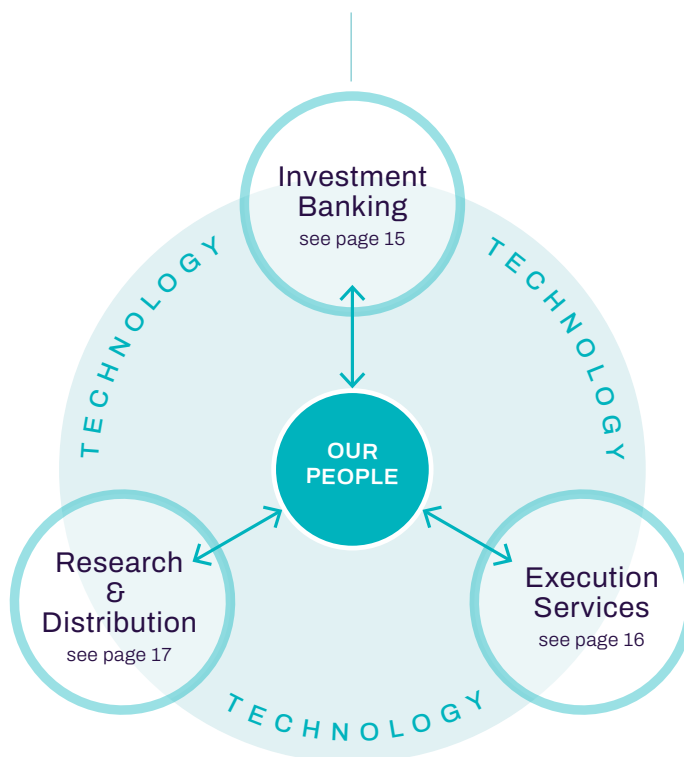 Investment
Banking
see page 15
TECHNOLOGY
TECHNOLOGY
OUR
PEOPLE
Research
&
Distribution
see page 17
Execution
Services
see page 16
TECHNOLOGY